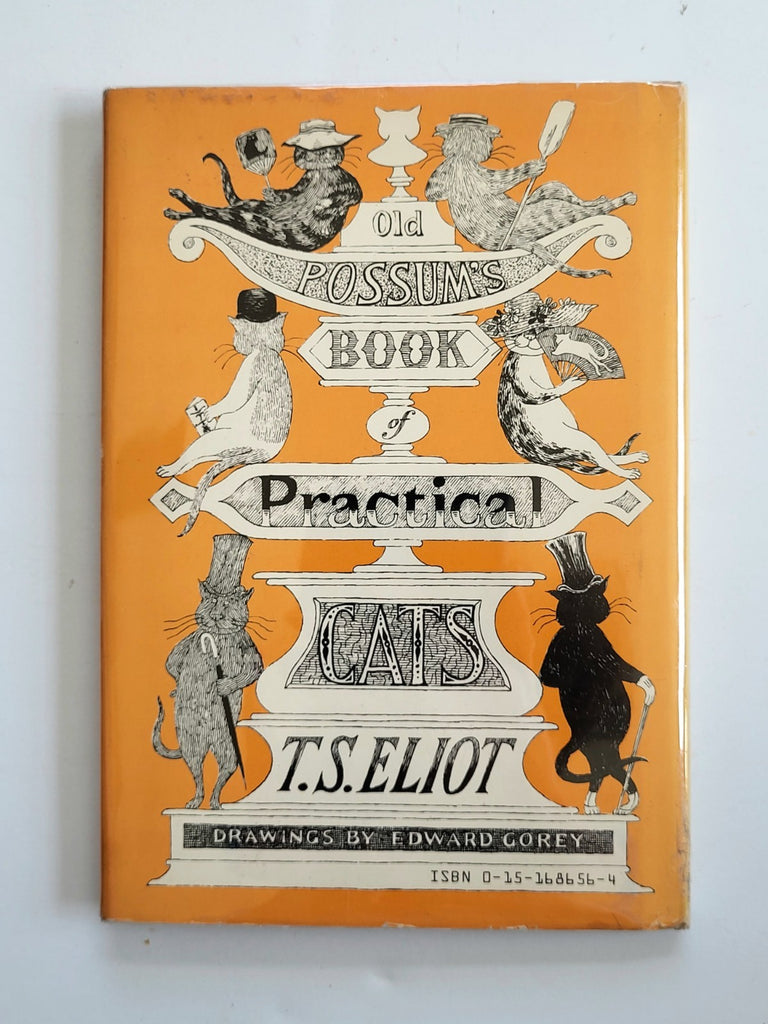 Old
POSSUM'S
BOOK
of
Practical
CATS
T.S. ELIOT
DRAWINGS BY EDWARD GOREY
ISBN 0-15-168656-4